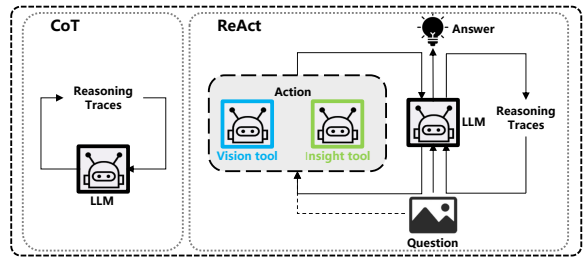 CoT
Reasoning
Traces
LLM
ReAct
Answer
Action
Vision tool
Insight tool
LLM
Reasoning
Traces
Question